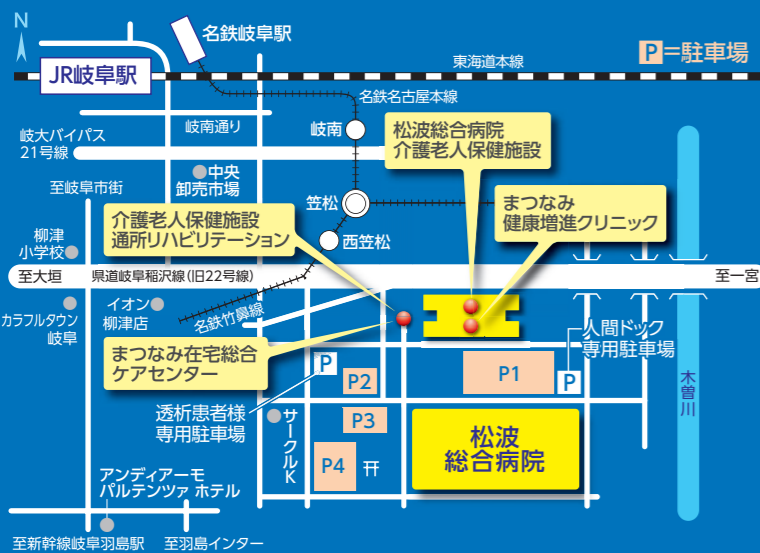 N
名鉄岐阜駅
P=駐車場
JR岐阜駅
東海道本線
名鉄名古屋本線
岐南通り
岐南
岐大バイパス
21号線
松波総合病院
介護老人保健施設
中央
卸売市場
至岐阜市街
まつなみ
健康増進クリニック
笠松
介護老人保健施設
通所リハビリテーション
西笠松
柳津
小学校
至大垣
県道岐阜稲沢線(旧22号線)
至一宮
カラフルタウン
岐阜
イオン
柳津店
名鉄竹鼻線
人間ドック
専用駐車場
まつなみ在宅総合
ケアセンター
P
P2
P1
P
木曽川
透析患者様
専用駐車場
サークルK
P3
松波
総合病院
P4
アンディアーモ
パルテンツァ ホテル
至新幹線岐阜羽島駅
至羽島インター